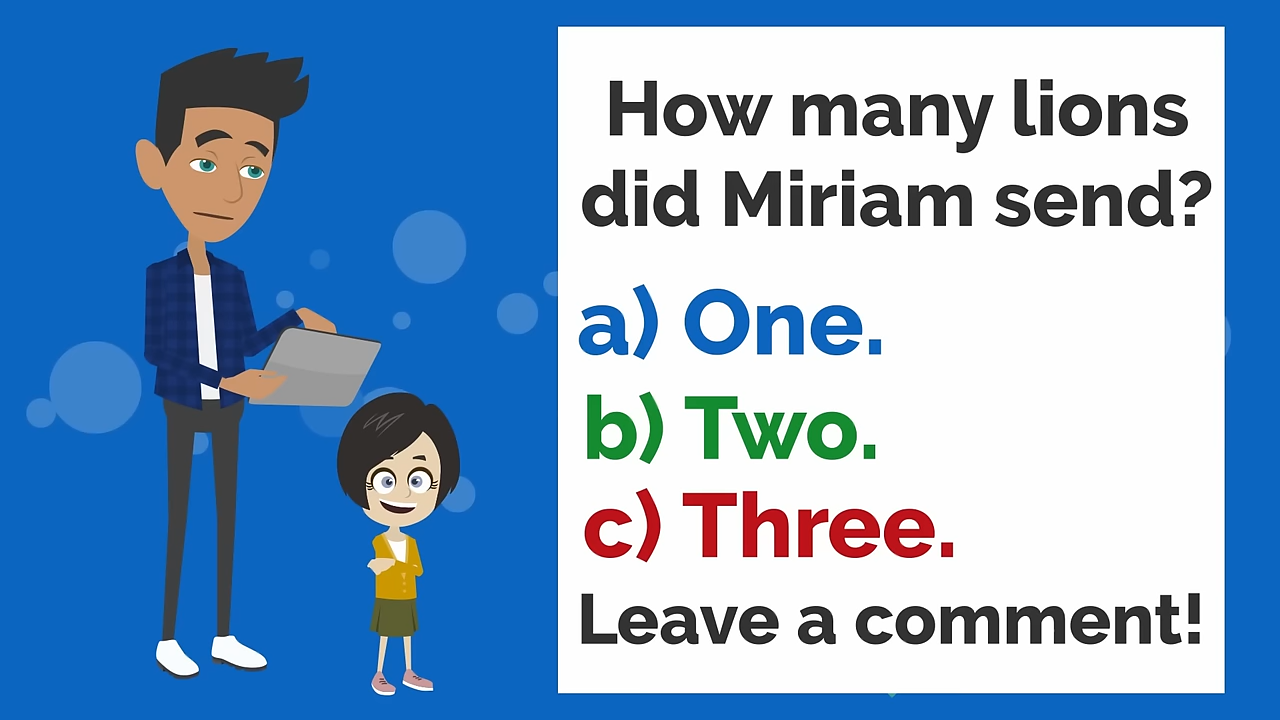 How many lions
did Miriam send?
a) One.
b) Two.
c) Three.
Leave a comment!